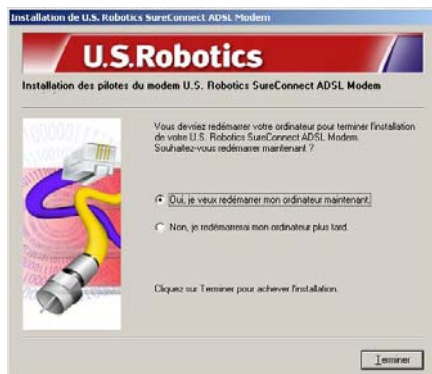 Installation de U.S. Robotics SureConnect ADSL Modem
U.S.Robotics
Installation des pilotes du modem U.S. Robotics SureConnect ADSL Modem
Vous devriez redémarrer votre ordinateur pour terminer l'installation
de votre U.S. Robotics SureConnect ADSL Modem.
Souhaitez-vous redémarrer maintenant ?
Oui, je veux redémarrer mon ordinateur maintenant.
Non, je redémarrerai mon ordinateur plus tard.
Cliquez sur Terminer pour achever l'installation.
Terminer